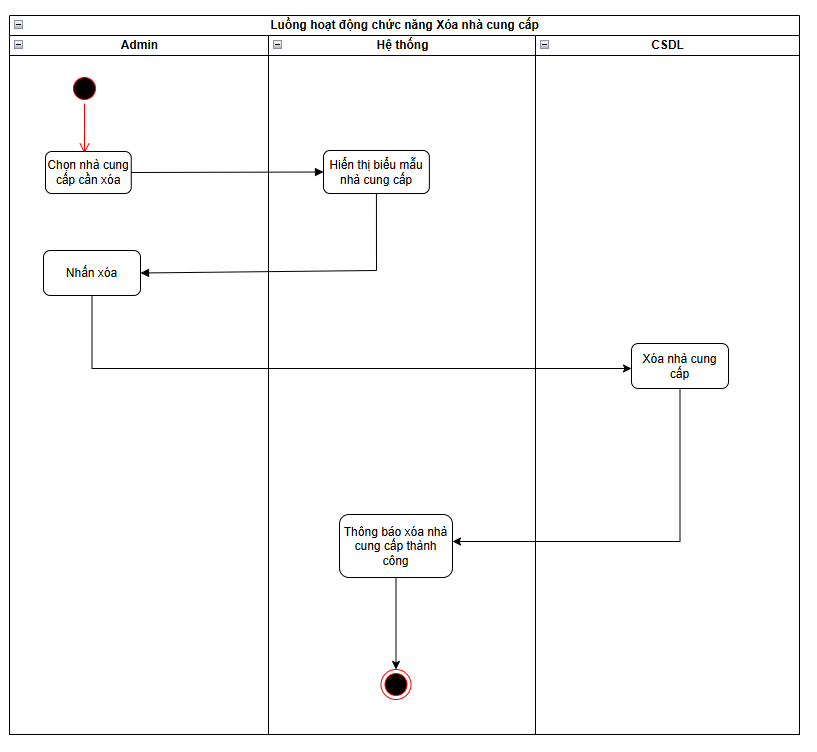 Luồng hoạt động chức năng Xóa nhà cung cấp
Admin
Hệ thống
CSDL
Chọn nhà cung
cấp cần xóa
Hiển thị biểu mẫu
nhà cung cấp
Nhấn xóa
Xóa nhà cung
cấp
Thông báo xóa nhà
cung cấp thành
công